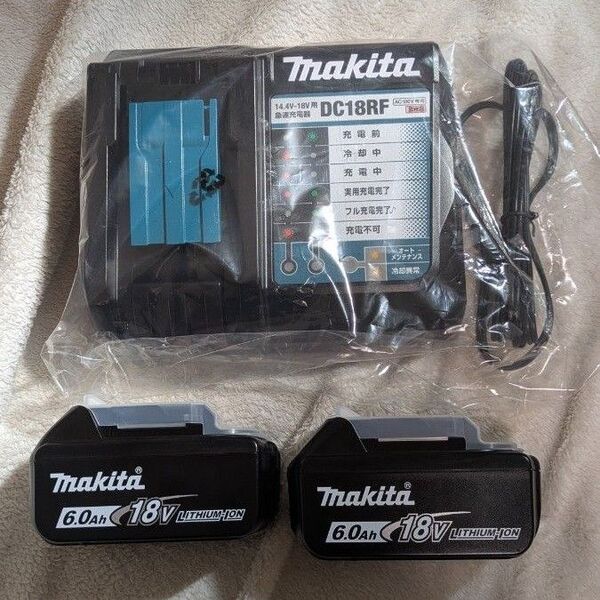 makita
14.4V-18V用
急速充電器
DC18RF
AC100V専用
充電前
冷却中
充電中
実用充電完了
フル充電完了♪
充電不可
オート
メンテナンス
冷却異常
makita®
6.0Ah 18V LITHIUM-ION
makita®
6.0Ah 18V LITHIUM-ION